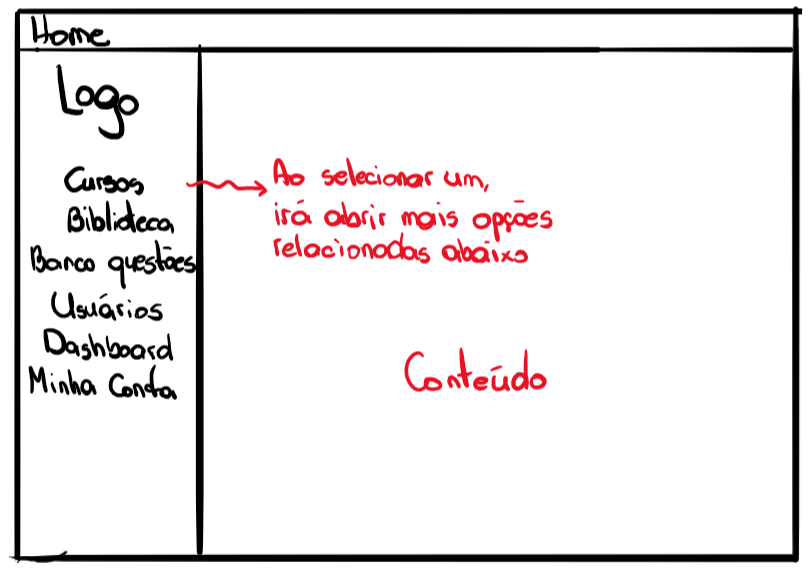 Home
Logo
Cursos
Biblioteca
Banco questões
Usuários
Dashboard
Minha Conta
Ao selecionar um,
irá abrir mais opções
relacionadas abaixo
Conteúdo